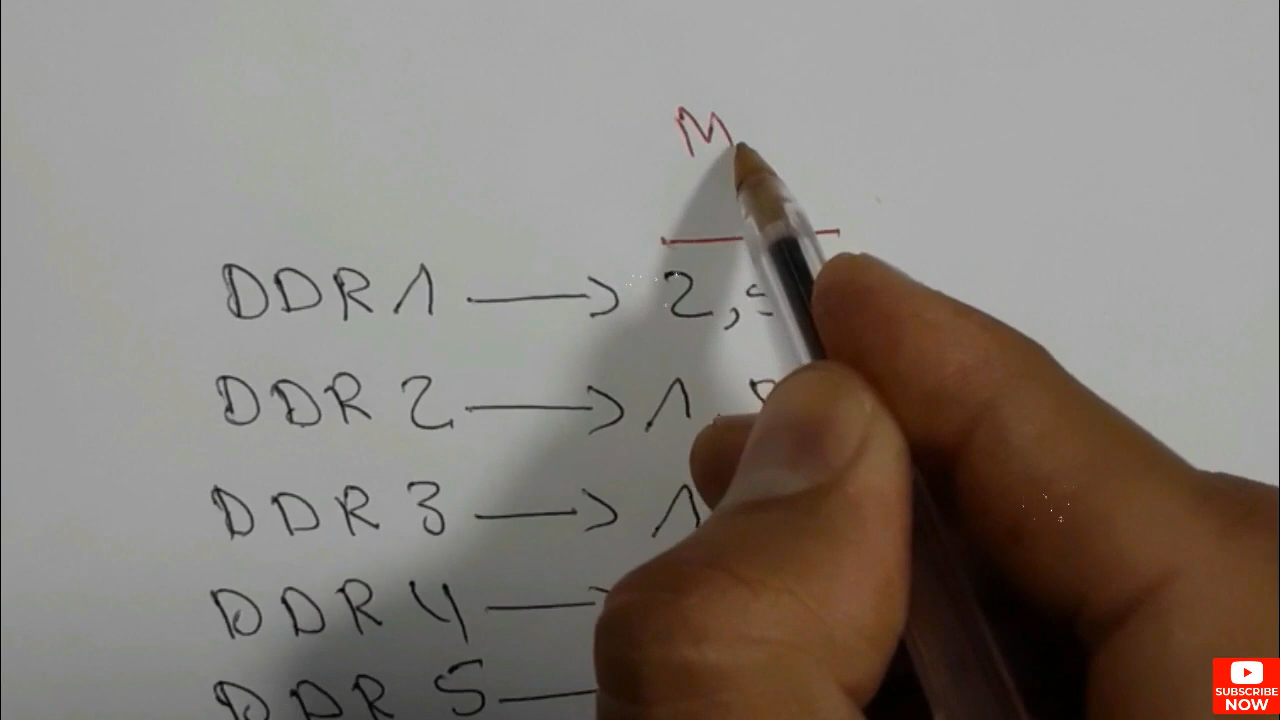 M
DDR1 → 2,5
DDR2 → 1
DDR3 → 1
DDR4 →
DDR5
SUBSCRIBE
NOW